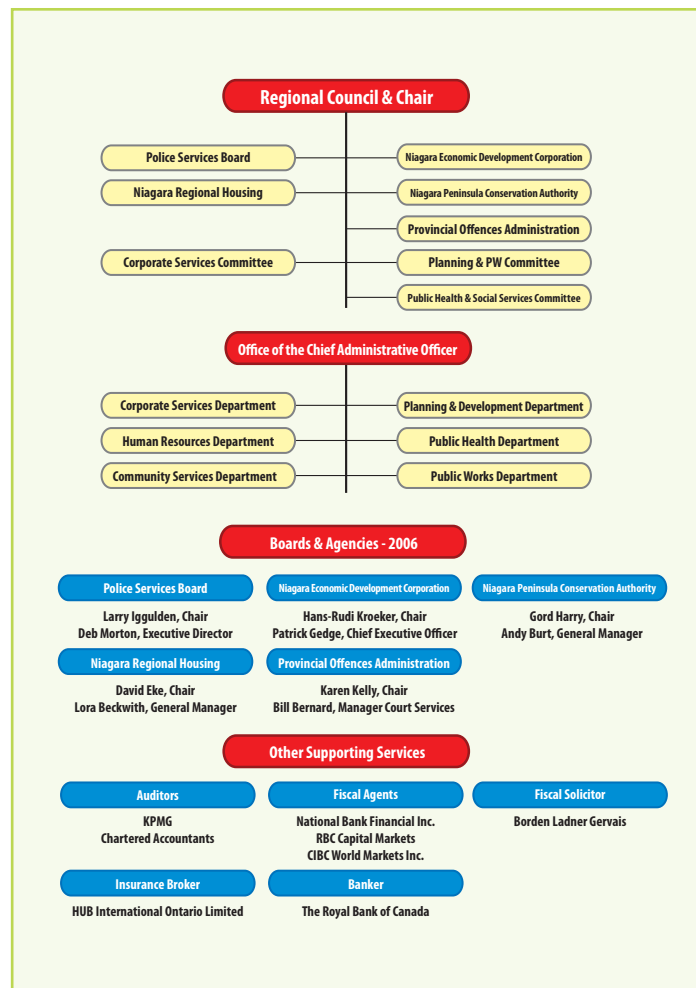 Regional Council & Chair
Police Services Board
Niagara Economic Development Corporation
Niagara Regional Housing
Niagara Peninsula Conservation Authority
Provincial Offences Administration
Corporate Services Committee
Planning & PW Committee
Public Health & Social Services Committee
Office of the Chief Administrative Officer
Corporate Services Department
Planning & Development Department
Human Resources Department
Public Health Department
Community Services Department
Public Works Department
Boards & Agencies - 2006
Police Services Board
Larry Iggulden, Chair
Deb Morton, Executive Director
Niagara Economic Development Corporation
Hans-Rudi Kroeker, Chair
Patrick Gedge, Chief Executive Officer
Niagara Peninsula Conservation Authority
Gord Harry, Chair
Andy Burt, General Manager
Niagara Regional Housing
David Eke, Chair
Lora Beckwith, General Manager
Provincial Offences Administration
Karen Kelly, Chair
Bill Bernard, Manager Court Services
Other Supporting Services
Auditors
KPMG
Chartered Accountants
Fiscal Agents
National Bank Financial Inc.
RBC Capital Markets
CIBC World Markets Inc.
Fiscal Solicitor
Borden Ladner Gervais
Insurance Broker
HUB International Ontario Limited
Banker
The Royal Bank of Canada